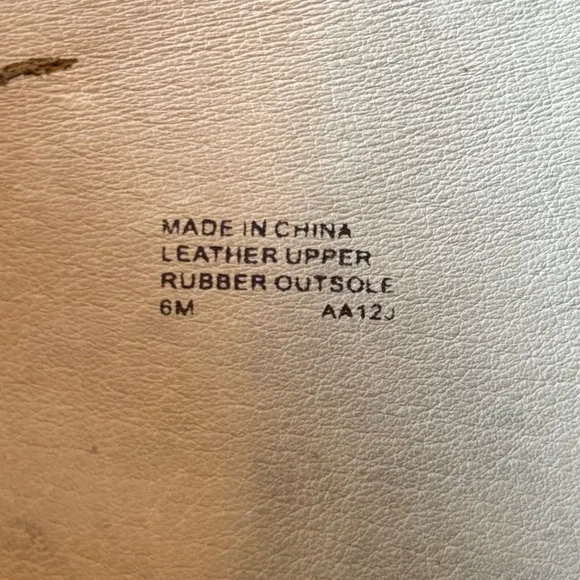 MADE IN CHINA
LEATHER UPPER
RUBBER OUTSOLE
6M